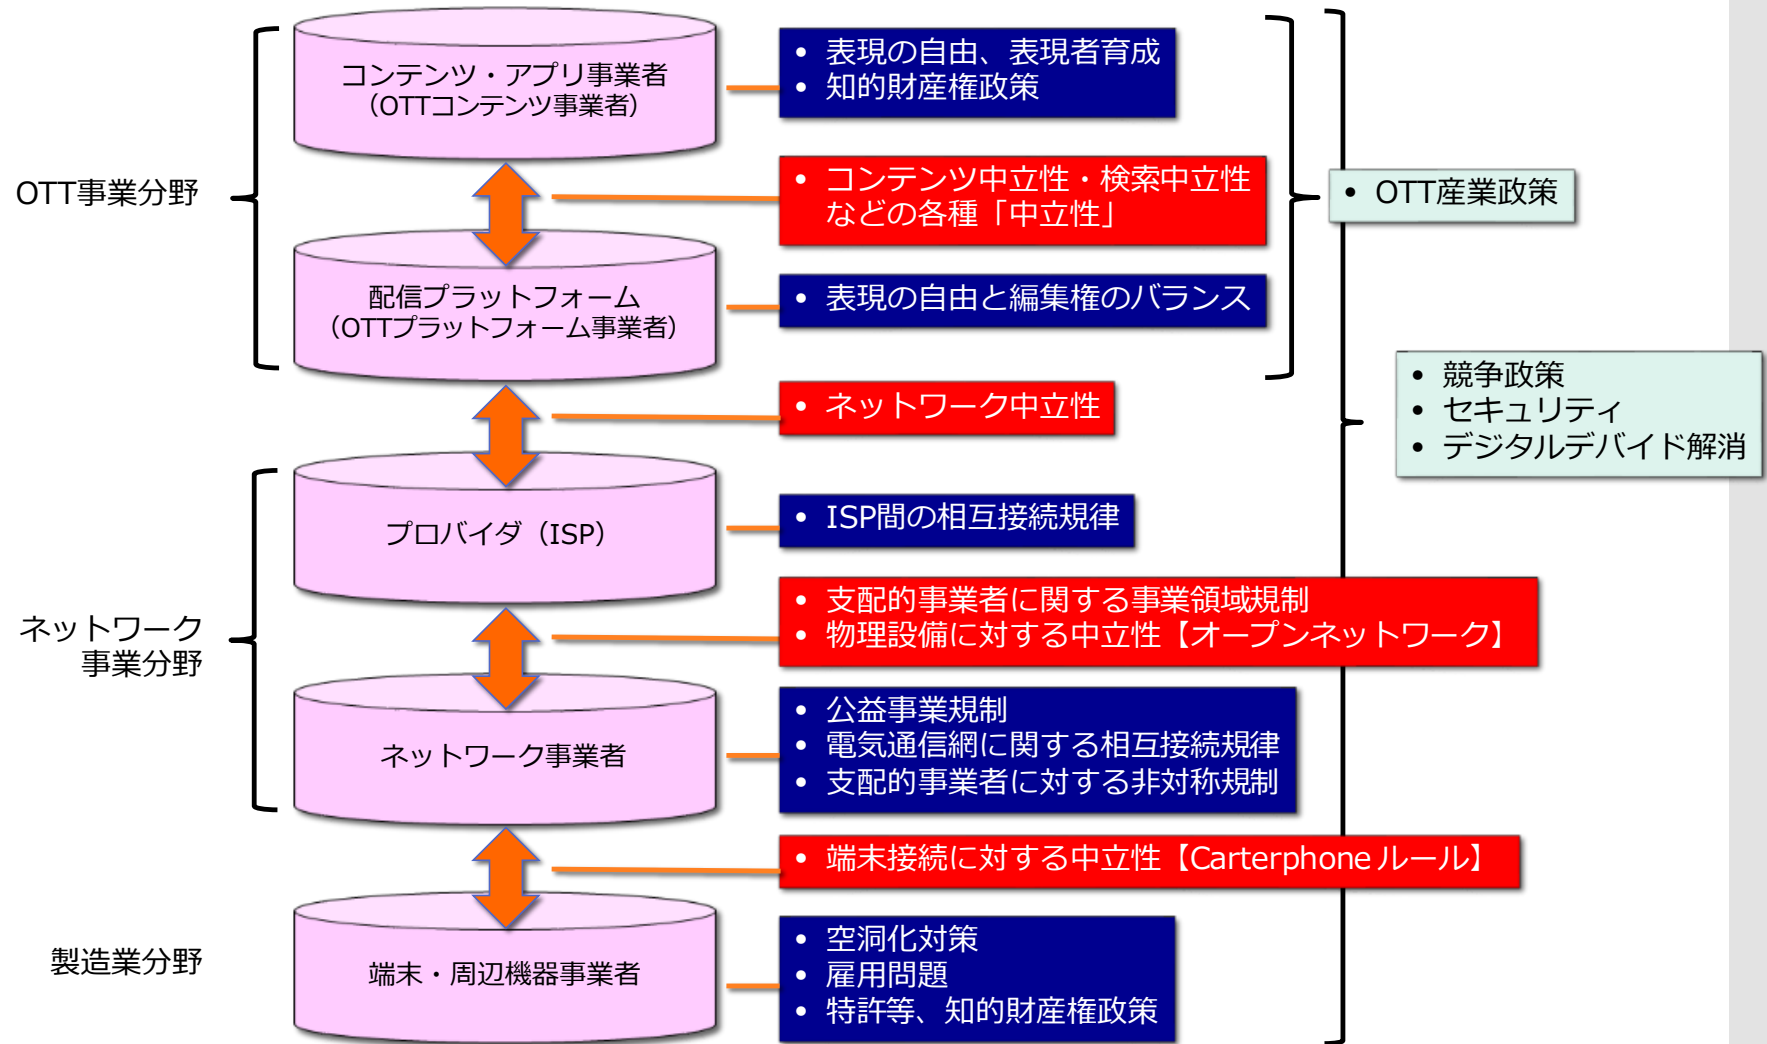 コンテンツ・アプリ事業者
（OTTコンテンツ事業者）
• 表現の自由、表現者育成
• 知的財産権政策
OTT事業分野
• コンテンツ中立性・検索中立性
などの各種「中立性」
• OTT産業政策
配信プラットフォーム
（OTTプラットフォーム事業者）
• 表現の自由と編集権のバランス
• ネットワーク中立性
• 競争政策
• セキュリティ
• デジタルデバイド解消
プロバイダ（ISP）
• ISP間の相互接続規律
ネットワーク
事業分野
• 支配的事業者に関する事業領域規制
• 物理設備に対する中立性【オープンネットワーク】
ネットワーク事業者
• 公益事業規制
• 電気通信網に関する相互接続規律
• 支配的事業者に対する非対称規制
• 端末接続に対する中立性【Carterphoneルール】
製造業分野
端末・周辺機器事業者
• 空洞化対策
• 雇用問題
• 特許等、知的財産権政策